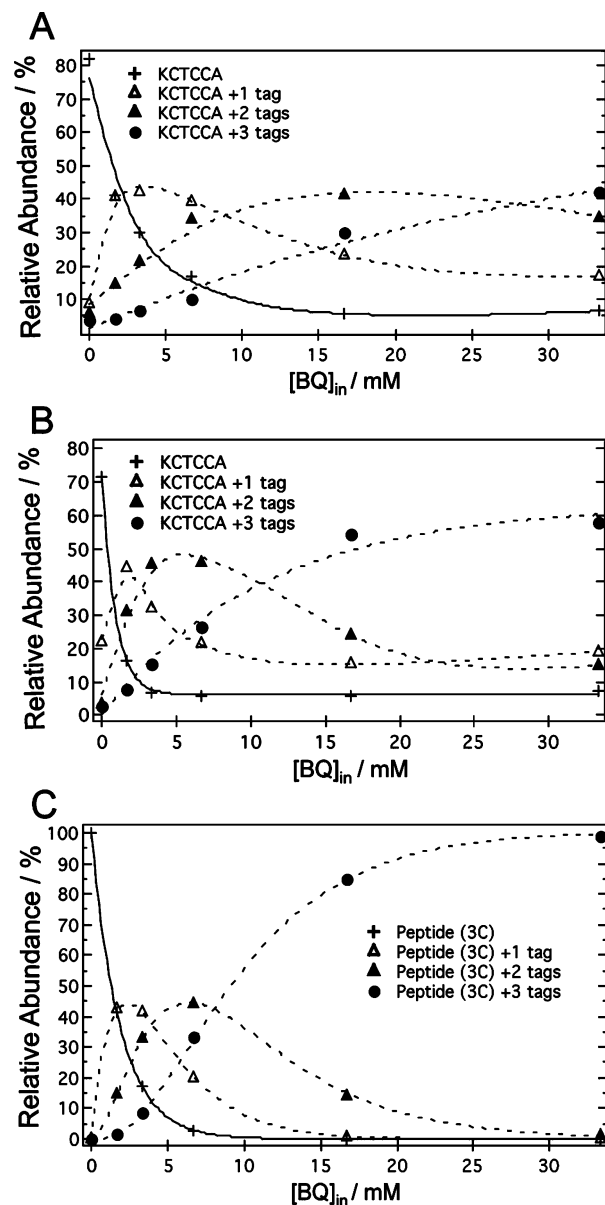 A
Relative Abundance / %
80
70
60
50
40
30
20
10
+ KCTCCA
△ KCTCCA +1 tag
▲ KCTCCA +2 tags
● KCTCCA +3 tags
0 5 10 15 20 25 30
[BQ]in / mM
B
Relative Abundance / %
80
70
60
50
40
30
20
10
0
+ KCTCCA
△ KCTCCA +1 tag
▲ KCTCCA +2 tags
● KCTCCA +3 tags
0 5 10 15 20 25 30
[BQ]in / mM
C
Relative Abundance / %
100
90
80
70
60
50
40
30
20
10
0
+ Peptide (3C)
△ Peptide (3C) +1 tag
▲ Peptide (3C) +2 tags
● Peptide (3C) +3 tags
0 5 10 15 20 25 30
[BQ]in / mM